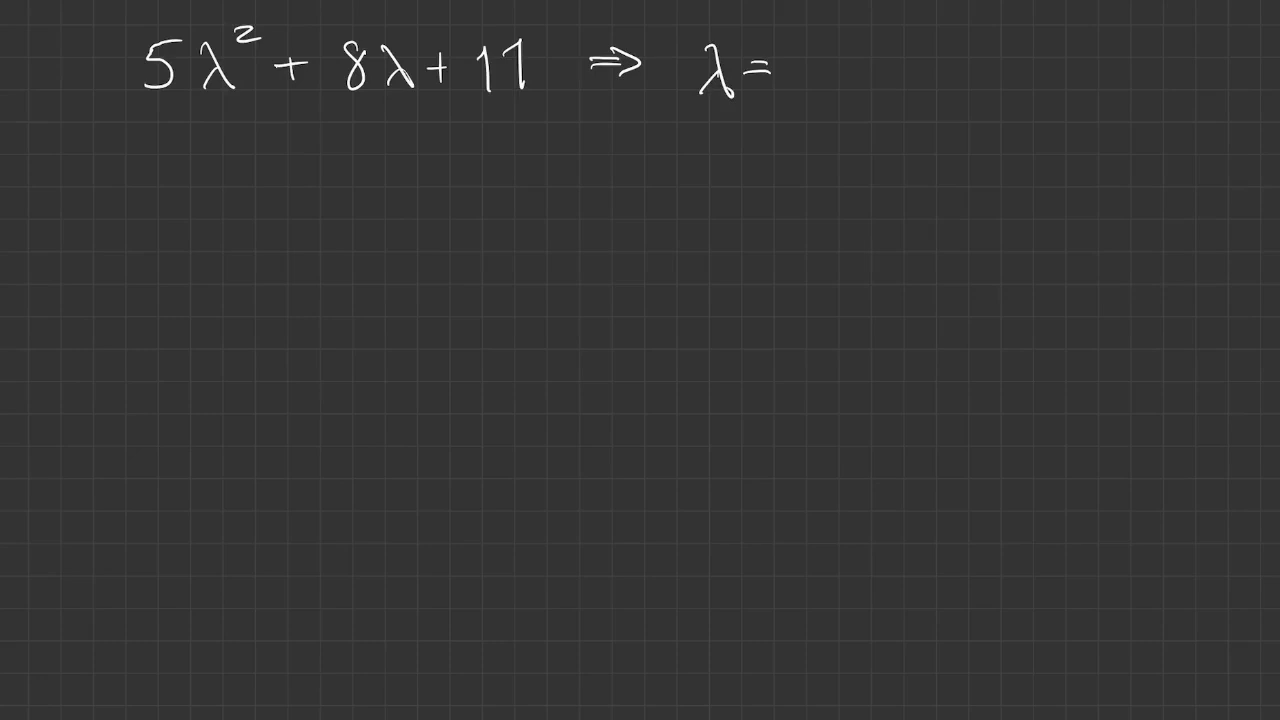 5λ² + 8λ + 11 ⇒ λ =